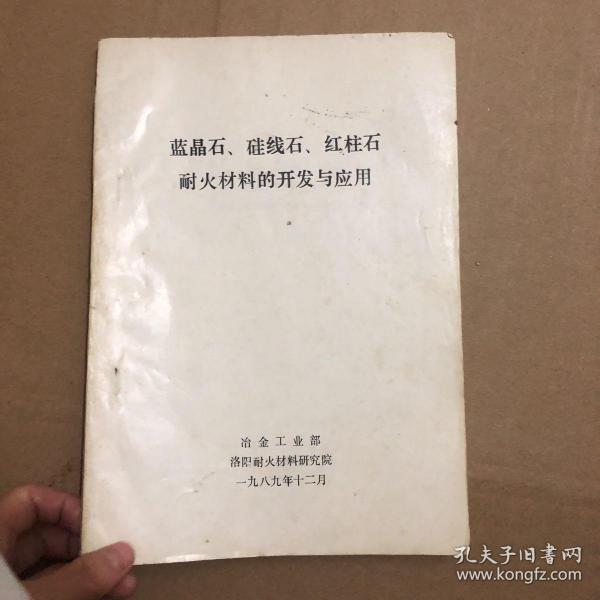 蓝晶石、硅线石、红柱石
耐火材料的开发与应用
冶金工业部
洛阳耐火材料研究院
一九八九年十二月
孔夫子旧书网
www.kongfz.com